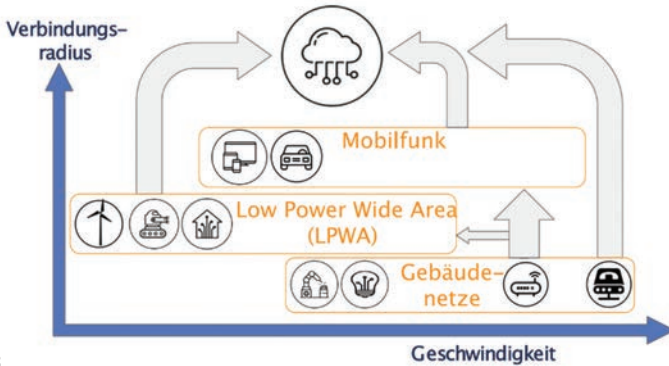 Verbindungs-
radius
Mobilfunk
Low Power Wide Area
(LPWA)
Gebäude-
netze
Geschwindigkeit